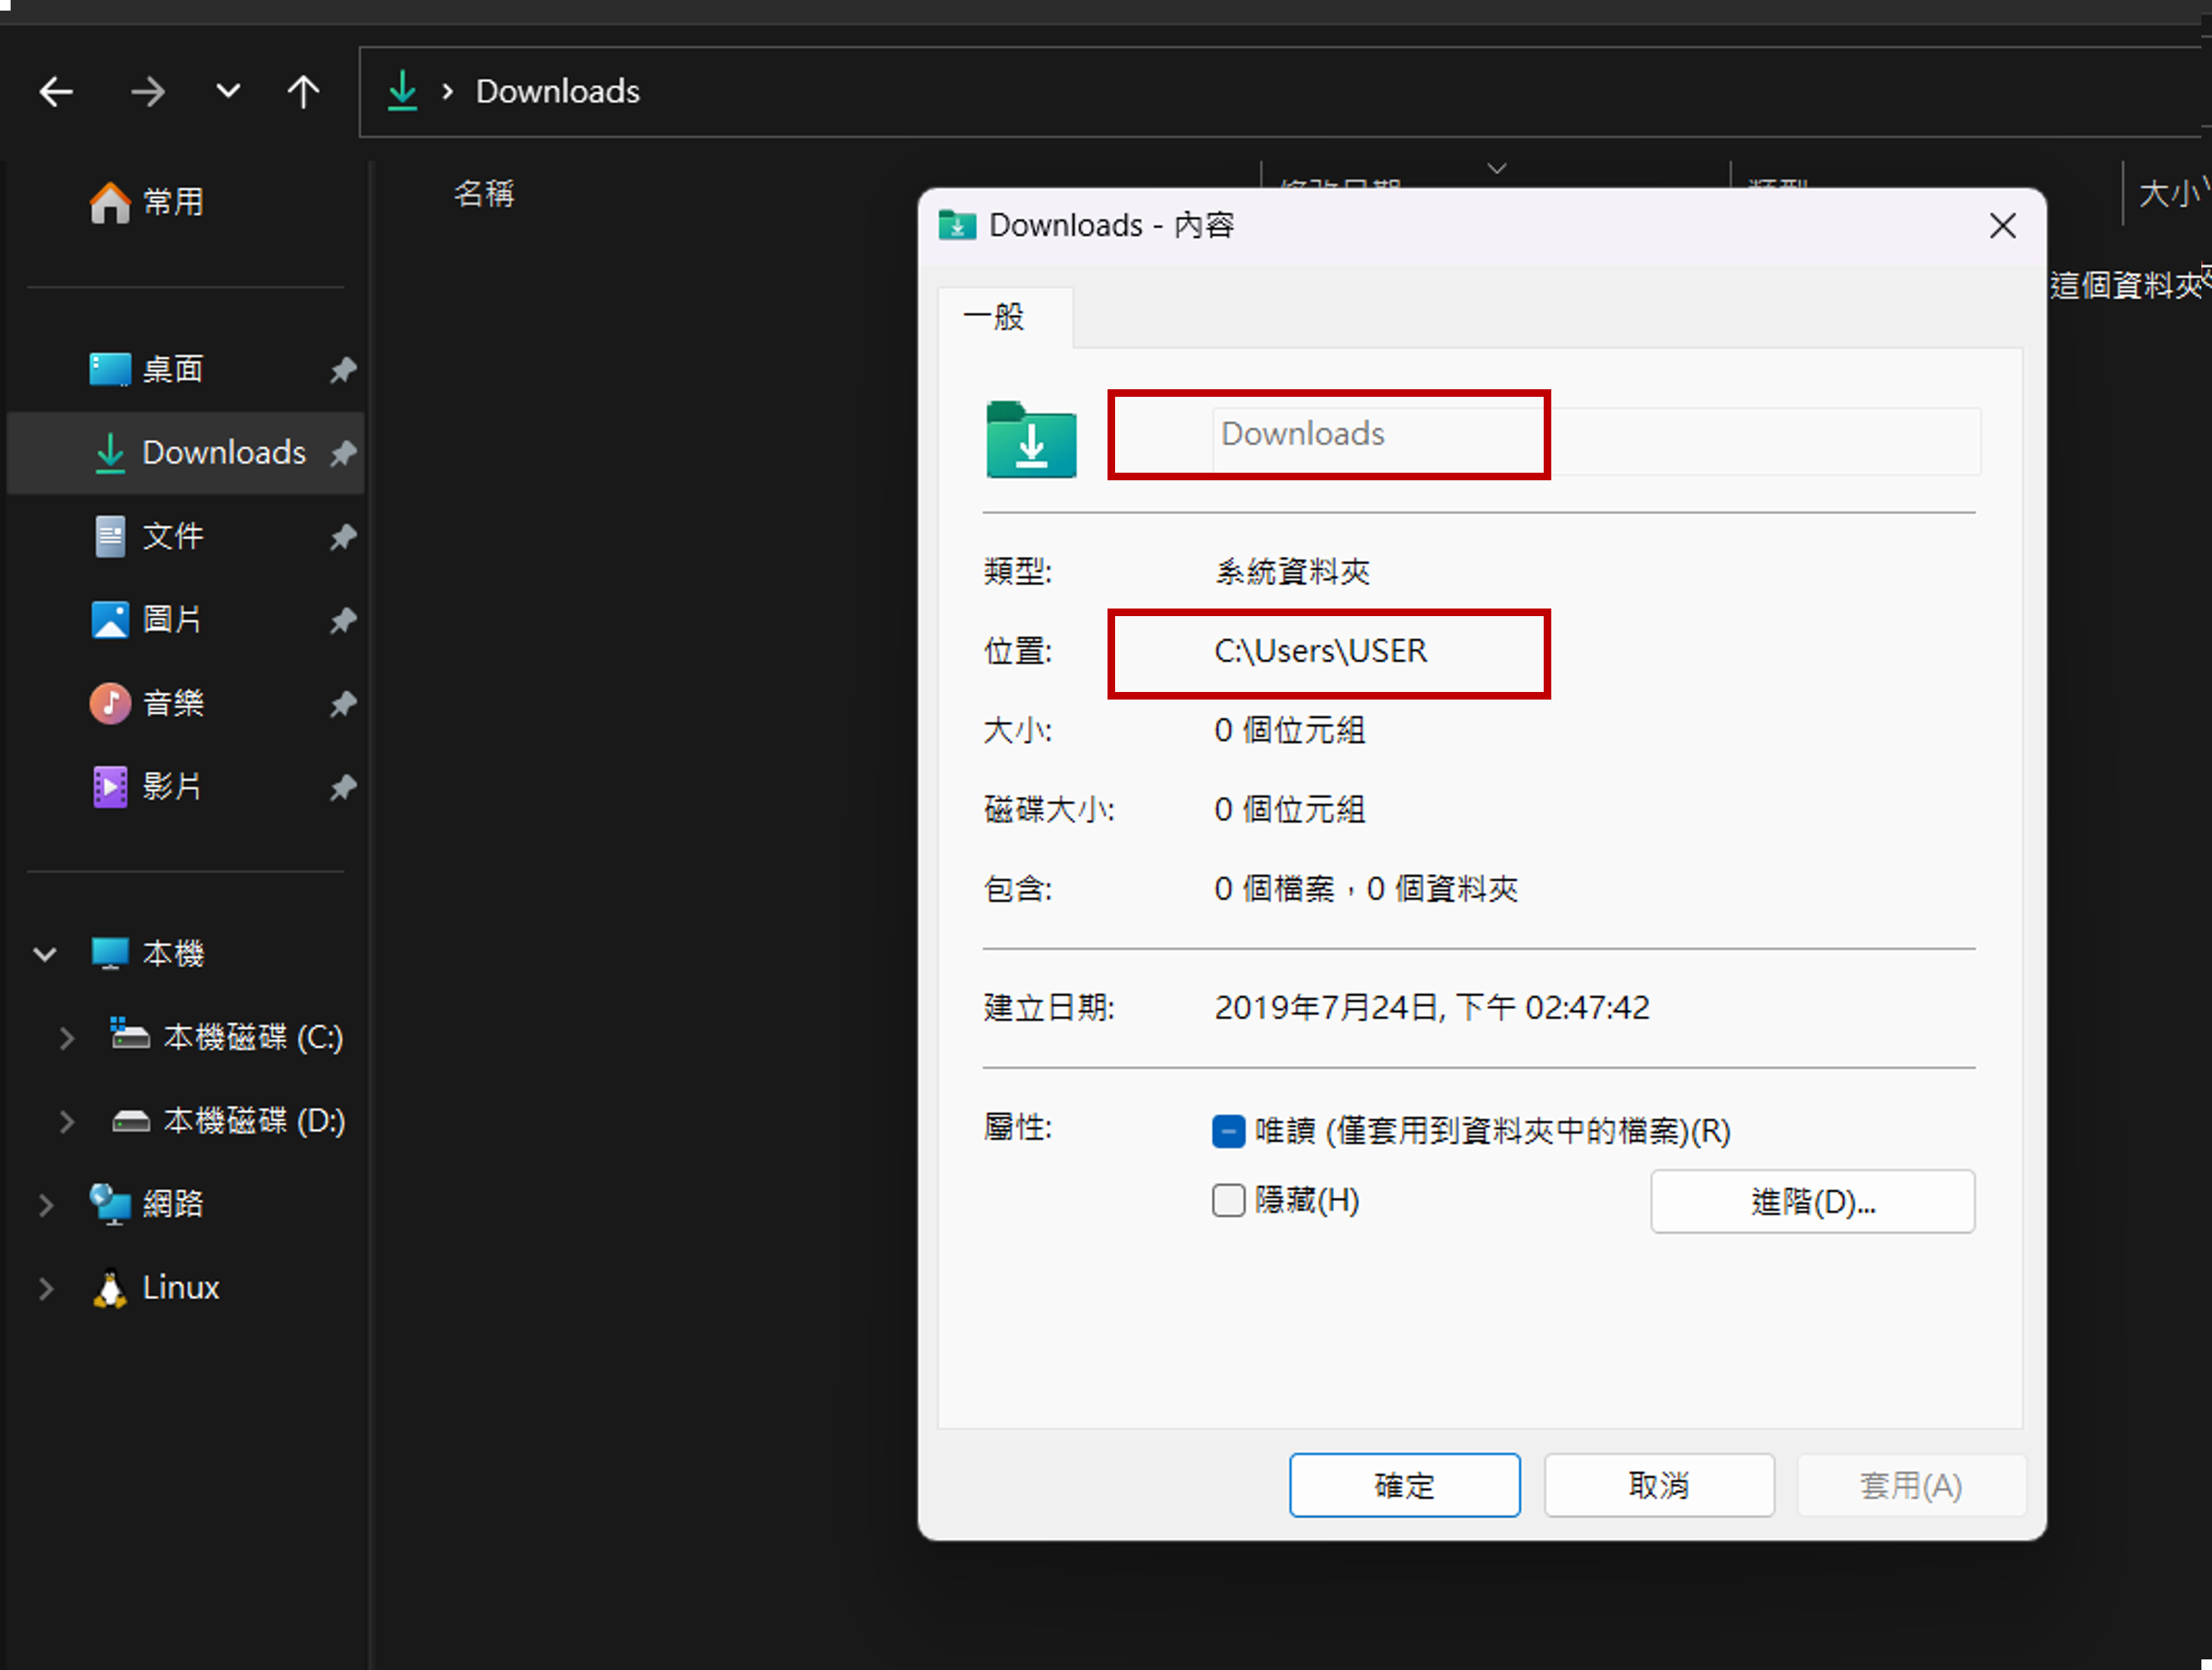 Downloads
名稱
大小
常用
桌面
Downloads
文件
圖片
音樂
影片
本機
本機磁碟 (C:)
本機磁碟 (D:)
網路
Linux
這個資料夾
Downloads - 內容
一般
Downloads
類型: 系統資料夾
位置: C:\Users\USER
大小: 0 個位元組
磁碟大小: 0 個位元組
包含: 0 個檔案，0 個資料夾
建立日期: 2019年7月24日, 下午 02:47:42
屬性: 唯讀 (僅套用到資料夾中的檔案)(R)
隱藏(H) 進階(D)...
確定 取消 套用(A)